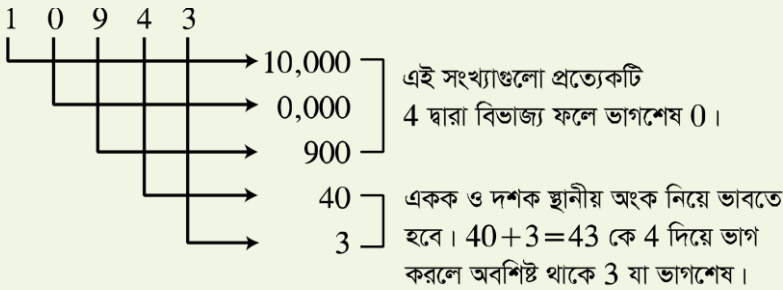 1 0 9 4 3
10,000
0,000
900
এই সংখ্যাগুলো প্রত্যেকটি
4 দ্বারা বিভাজ্য ফলে ভাগশেষ 0।
40
3
একক ও দশক স্থানীয় অংক নিয়ে ভাবতে
হবে। 40+3=43 কে 4 দিয়ে ভাগ
করলে অবশিষ্ট থাকে 3 যা ভাগশেষ।